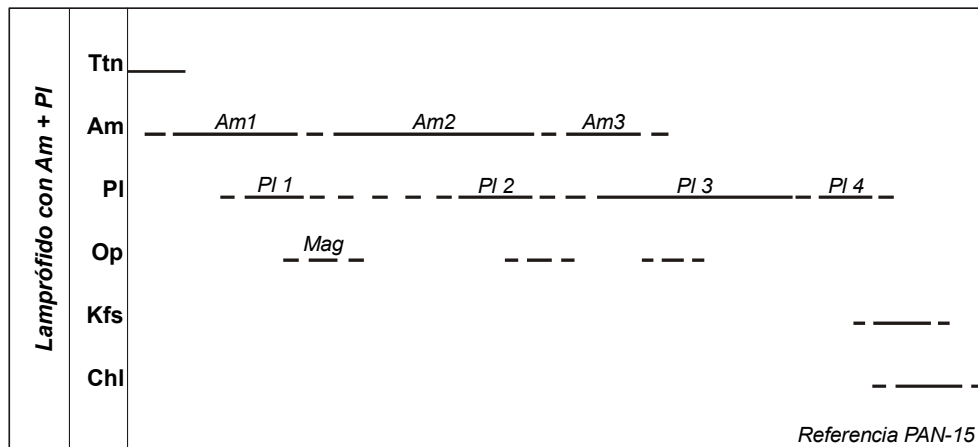 Lamprófido con Am + Pl
Ttn
Am
Am1
Am2
Am3
Pl
Pl 1
Pl 2
Pl 3
Pl 4
Op
Mag
Kfs
Chl
Referencia PAN-15